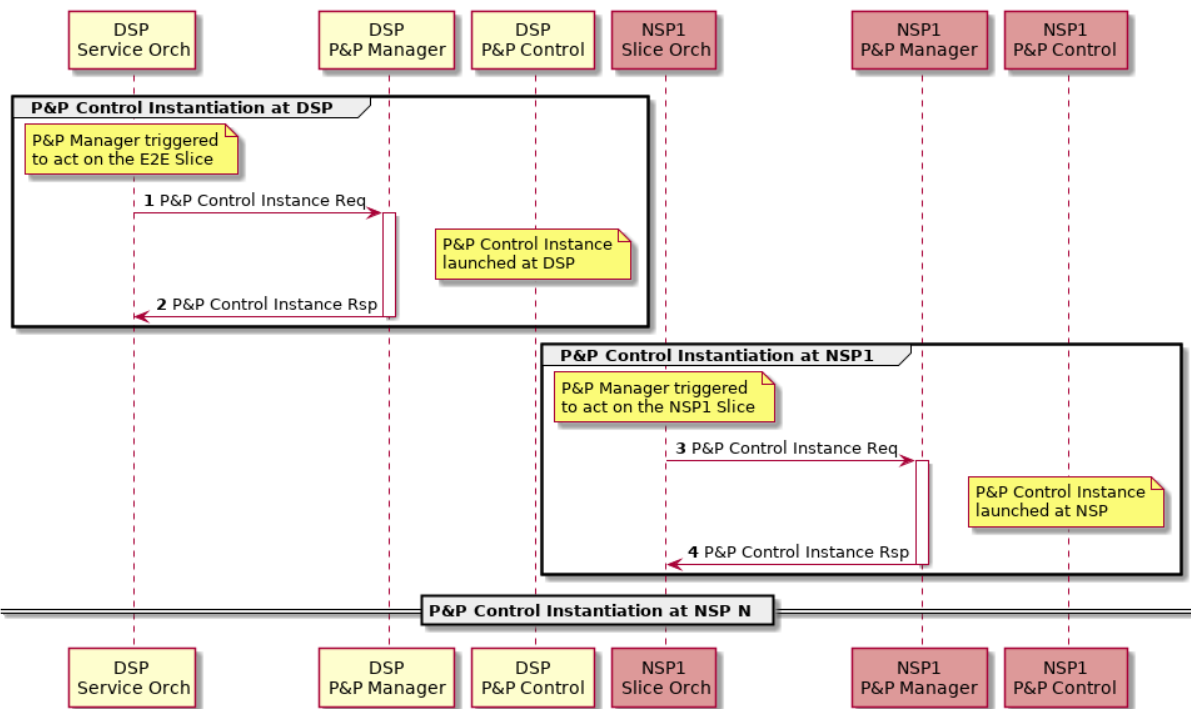 DSP
Service Orch
DSP
P&P Manager
DSP
P&P Control
NSP1
Slice Orch
NSP1
P&P Manager
NSP1
P&P Control
P&P Control Instantiation at DSP
P&P Manager triggered
to act on the E2E Slice
1 P&P Control Instance Req
P&P Control Instance
launched at DSP
2 P&P Control Instance Rsp
P&P Control Instantiation at NSP1
P&P Manager triggered
to act on the NSP1 Slice
3 P&P Control Instance Req
P&P Control Instance
launched at NSP
4 P&P Control Instance Rsp
P&P Control Instantiation at NSP N
DSP
Service Orch
DSP
P&P Manager
DSP
P&P Control
NSP1
Slice Orch
NSP1
P&P Manager
NSP1
P&P Control